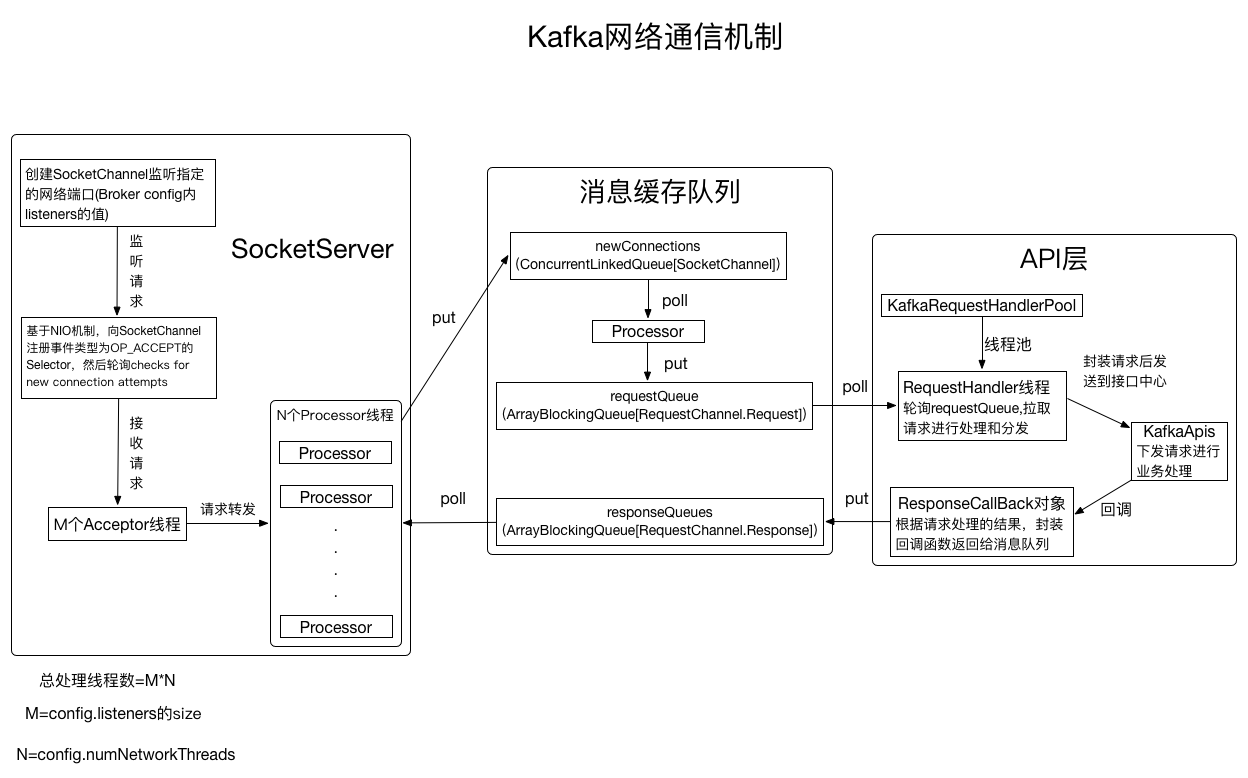 Kafka网络通信机制
创建SocketChannel监听指定
的网络端口(Broker config内
listeners的值)
监
听
请
求
SocketServer
基于NIO机制，向SocketChannel
注册事件类型为OP_ACCEPT的
Selector，然后轮询checks for
new connection attempts
接
收
请
求
M个Acceptor线程
请求转发
N个Processor线程
Processor
Processor
.
.
.
.
Processor
总处理线程数=M*N
M=config.listeners的size
N=config.numNetworkThreads
put
poll
消息缓存队列
newConnections
(ConcurrentLinkedQueue[SocketChannel])
poll
Processor
put
requestQueue
(ArrayBlockingQueue[RequestChannel.Request])
responseQueues
(ArrayBlockingQueue[RequestChannel.Response])
poll
put
API层
KafkaRequestHandlerPool
线程池
RequestHandler线程
轮询requestQueue,拉取
请求进行处理和分发
封装请求后发
送到接口中心
KafkaApis
下发请求进行
业务处理
回调
ResponseCallBack对象
根据请求处理的结果，封装
回调函数返回给消息队列